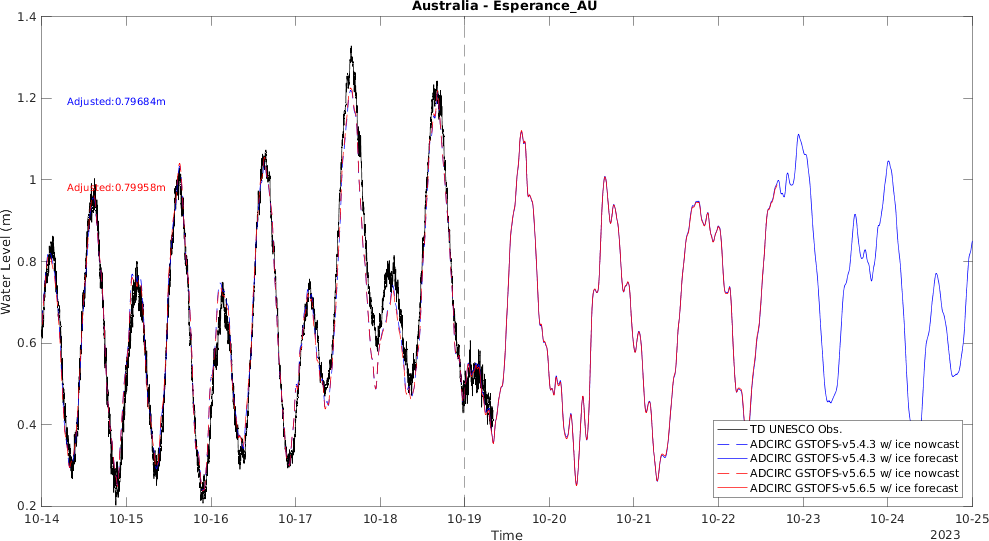 Australia - Esperance_AU
1.4
1.2
1
0.8
0.6
0.4
0.2
Water Level (m)
Adjusted:0.79684m
Adjusted:0.79958m
TD UNESCO Obs.
ADCIRC GSTOFS-v5.4.3 w/ ice nowcast
ADCIRC GSTOFS-v5.4.3 w/ ice forecast
ADCIRC GSTOFS-v5.6.5 w/ ice nowcast
ADCIRC GSTOFS-v5.6.5 w/ ice forecast
10-14 10-15 10-16 10-17 10-18 10-19 10-20 10-21 10-22 10-23 10-24 10-25
Time
2023